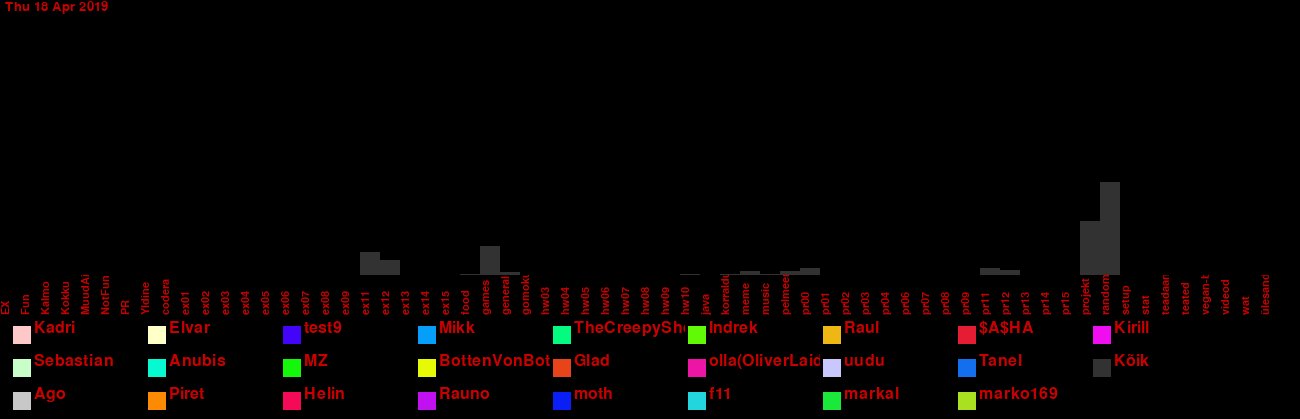 Thu 18 Apr 2019
EX
Fun
Kalmo
Kokku
MuudAi
NotFun
PR
Yldine
codera
ex01
ex02
ex03
ex04
ex05
ex06
ex07
ex08
ex09
ex11
ex12
ex13
ex14
ex15
food
games
general
gomoku
hw03
hw04
hw05
hw06
hw07
hw08
hw09
hw10
java
korraldu
meme
music
pelmee
pr00
pr01
pr02
pr03
pr04
pr06
pr07
pr08
pr09
pr11
pr12
pr13
pr14
pr15
projekt
random
setup
stat
teadaan
teated
vegan-t
videod
wat
ülesand
Kadri Elvar test9 Mikk TheCreepySh Indrek Raul $A$HA Kirill
Sebastian Anubis MZ BottenVonBot Glad olla(OliverLaid uudu Tanel Köik
Ago Piret Helin Rauno moth f11 markal marko169